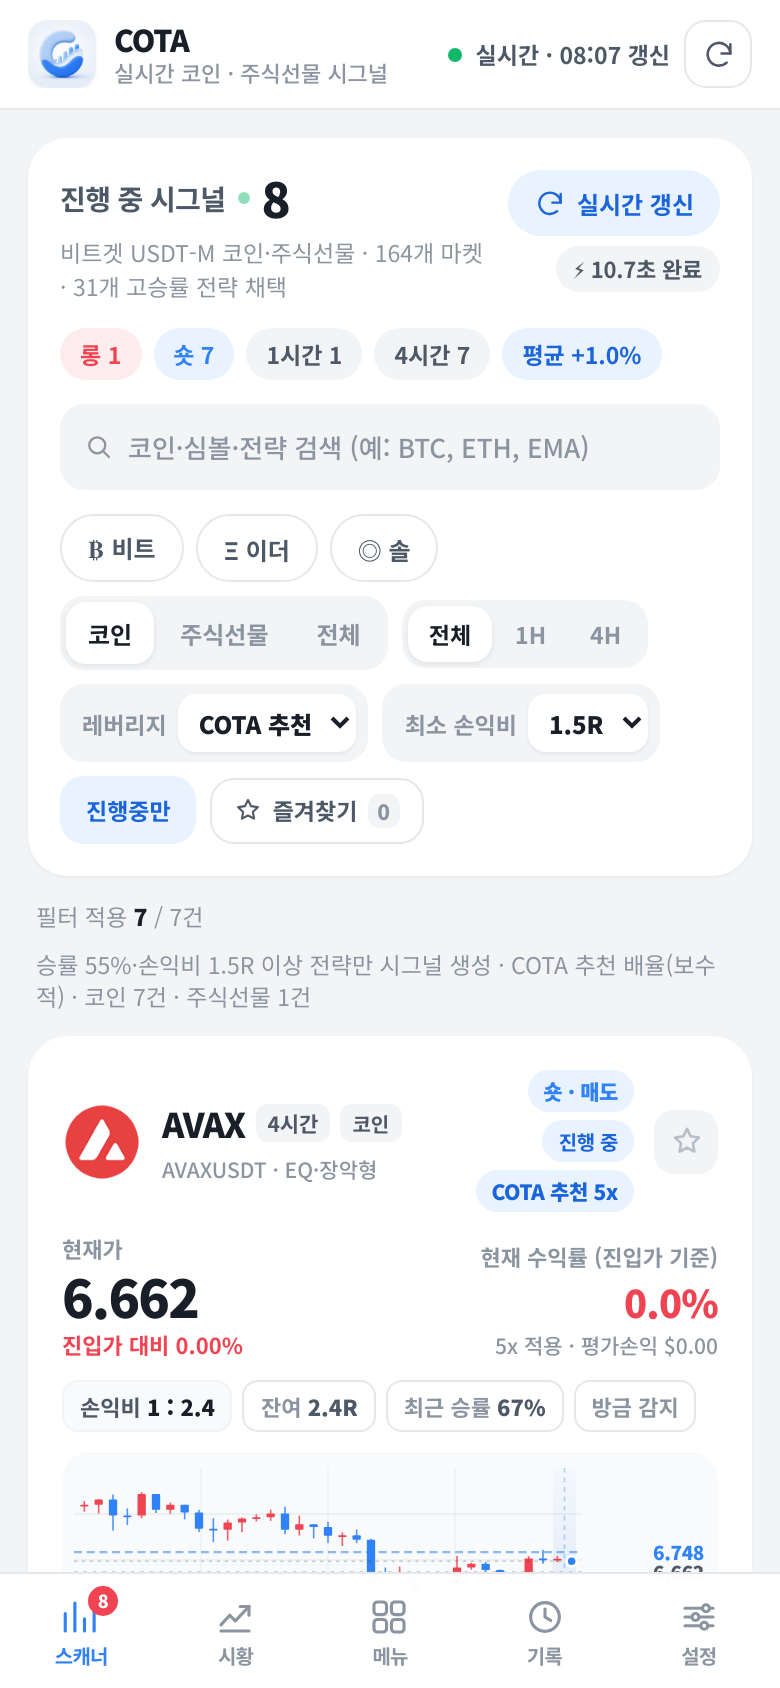 COTA
실시간 코인 · 주식선물 시그널
실시간 · 08:07 갱신
진행 중 시그널 8
실시간 갱신
비트겟 USDT-M 코인·주식선물 · 164개 마켓
· 31개 고승률 전략 채택
⚡ 10.7초 완료
롱 1
숏 7
1시간 1
4시간 7
평균 +1.0%
코인·심볼·전략 검색 (예: BTC, ETH, EMA)
₿ 비트
Ξ 이더
◎ 솔
코인
주식선물
전체
전체
1H
4H
레버리지 COTA 추천
최소 손익비 1.5R
진행중만
즐겨찾기 0
필터 적용 7 / 7건
승률 55%·손익비 1.5R 이상 전략만 시그널 생성 · COTA 추천 배율(보수
적) · 코인 7건 · 주식선물 1건
숏 · 매도
AVAX 4시간 코인
진행 중
AVAXUSDT · EQ·장악형
COTA 추천 5x
현재가
현재 수익률 (진입가 기준)
6.662
0.0%
진입가 대비 0.00%
5x 적용 · 평가손익 $0.00
손익비 1 : 2.4
잔여 2.4R
최근 승률 67%
방금 감지
6.748
6.662
8
스캐너
시황
메뉴
기록
설정